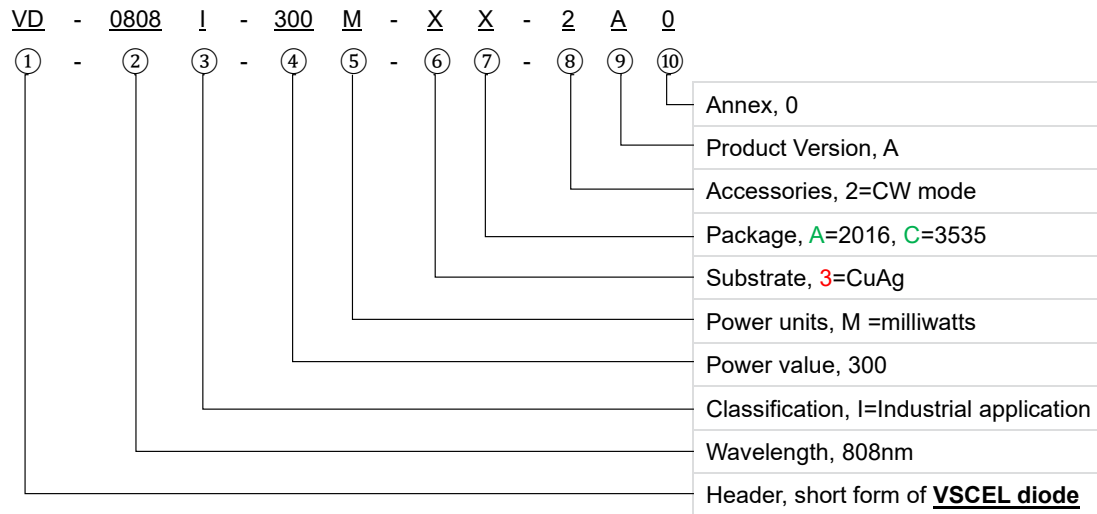 VD - 0808 I - 300 M - X X - 2 A 0
① - ② ③ - ④ ⑤ - ⑥ ⑦ - ⑧ ⑨ ⑩
Annex, 0
Product Version, A
Accessories, 2=CW mode
Package, A=2016, C=3535
Substrate, 3=CuAg
Power units, M =milliwatts
Power value, 300
Classification, I=Industrial application
Wavelength, 808nm
Header, short form of VSCEL diode